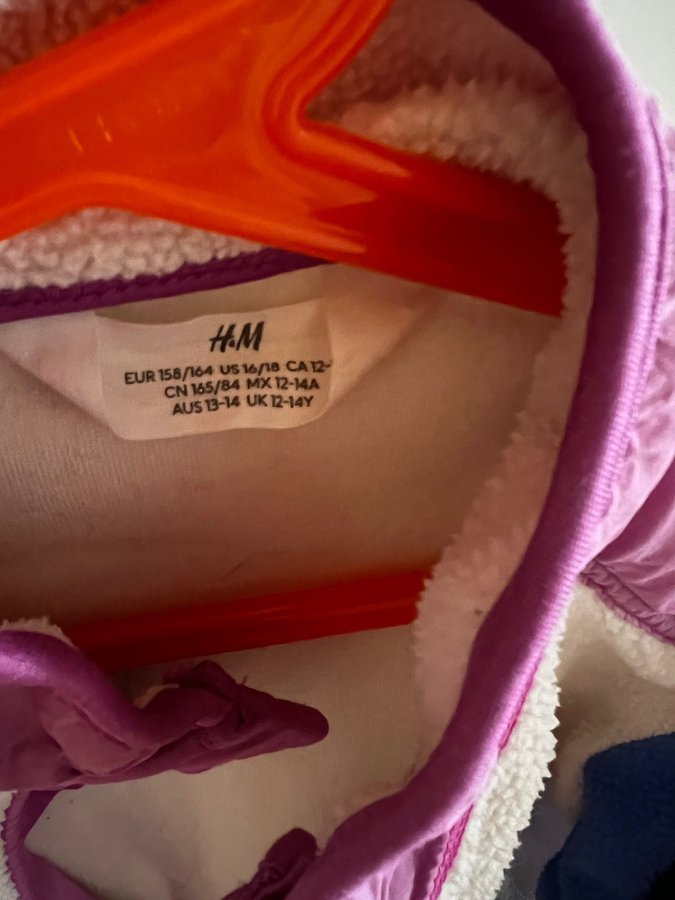 H&M
EUR 158/164 US 16/18 CA 12-
CN 165/84 MX 12-14A
AUS 13-14 UK 12-14Y